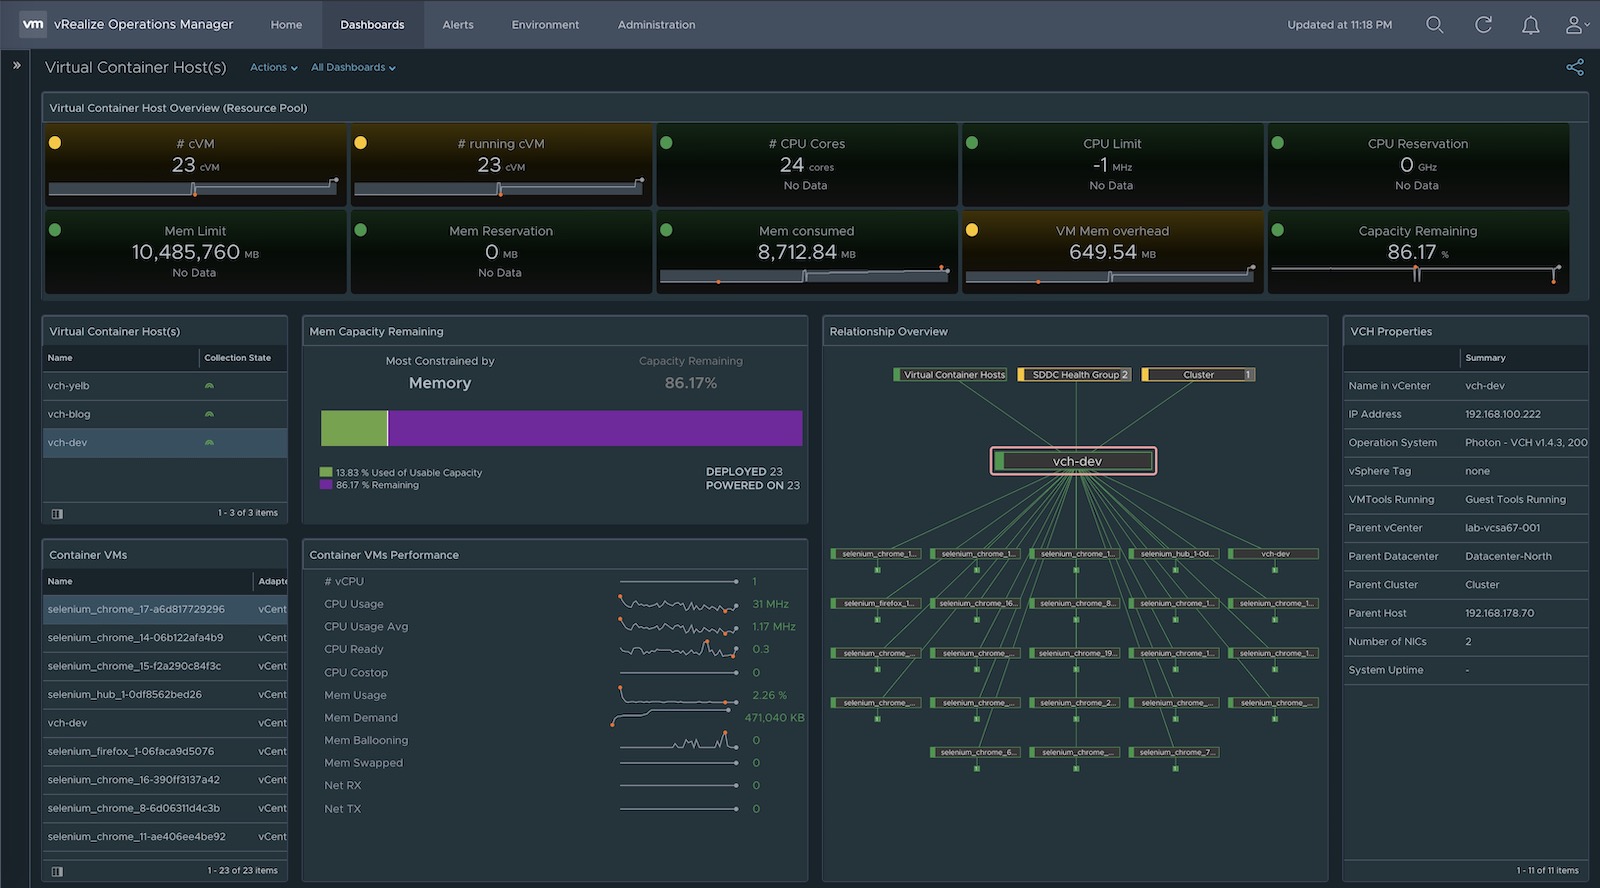 vm vRealize Operations Manager Home Dashboards Alerts Environment Administration Updated at 11:18 PM
Virtual Container Host(s) Actions All Dashboards
Virtual Container Host Overview (Resource Pool)
# cVM
23 cVM
# running cVM
23 cVM
# CPU Cores
24 cores
No Data
CPU Limit
-1 MHz
No Data
CPU Reservation
0 GHz
No Data
Mem Limit
10,485,760 MB
No Data
Mem Reservation
0 MB
No Data
Mem consumed
8,712.84 MB
VM Mem overhead
649.54 MB
Capacity Remaining
86.17 %
Virtual Container Host(s)
Name Collection State
vch-yelb
vch-blog
vch-dev
1 - 3 of 3 items
Mem Capacity Remaining
Most Constrained by
Memory
Capacity Remaining
86.17%
13.83 % Used of Usable Capacity
86.17 % Remaining
DEPLOYED 23
POWERED ON 23
Container VMs
Name Adapte
selenium_chrome_17-a6d817729296 vCent
selenium_chrome_14-06b122afa4b9 vCent
selenium_chrome_15-f2a290c84f3c vCent
selenium_hub_1-0df8562bed26 vCent
vch-dev vCent
selenium_firefox_1-06faca9d5076 vCent
selenium_chrome_16-390ff3137a42 vCent
selenium_chrome_8-6d06311d4c3b vCent
selenium_chrome_11-ae406ee4be92 vCent
1 - 23 of 23 items
Container VMs Performance
# vCPU 1
CPU Usage 31 MHz
CPU Usage Avg 1.17 MHz
CPU Ready 0.3
CPU Costop 0
Mem Usage 2.26 %
Mem Demand 471,040 KB
Mem Ballooning 0
Mem Swapped 0
Net RX 0
Net TX 0
Relationship Overview
Virtual Container Hosts SDDC Health Group 2 Cluster 1
vch-dev
selenium_chrome_1... selenium_chrome_1... selenium_chrome_1... selenium_hub_1-0d... vch-dev
selenium_firefox_1... selenium_chrome_16... selenium_chrome_8... selenium_chrome_1... selenium_chrome_1...
selenium_chrome_... selenium_chrome_... selenium_chrome_19... selenium_chrome_1... selenium_chrome_1...
selenium_chrome_... selenium_chrome_... selenium_chrome_2... selenium_chrome_... selenium_chrome_...
selenium_chrome_6... selenium_chrome_... selenium_chrome_7...
VCH Properties
Summary
Name in vCenter vch-dev
IP Address 192.168.100.222
Operation System Photon - VCH v1.4.3, 200
vSphere Tag none
VMTools Running Guest Tools Running
Parent vCenter lab-vcsa67-001
Parent Datacenter Datacenter-North
Parent Cluster Cluster
Parent Host 192.168.178.70
Number of NICs 2
System Uptime -
1 - 11 of 11 items